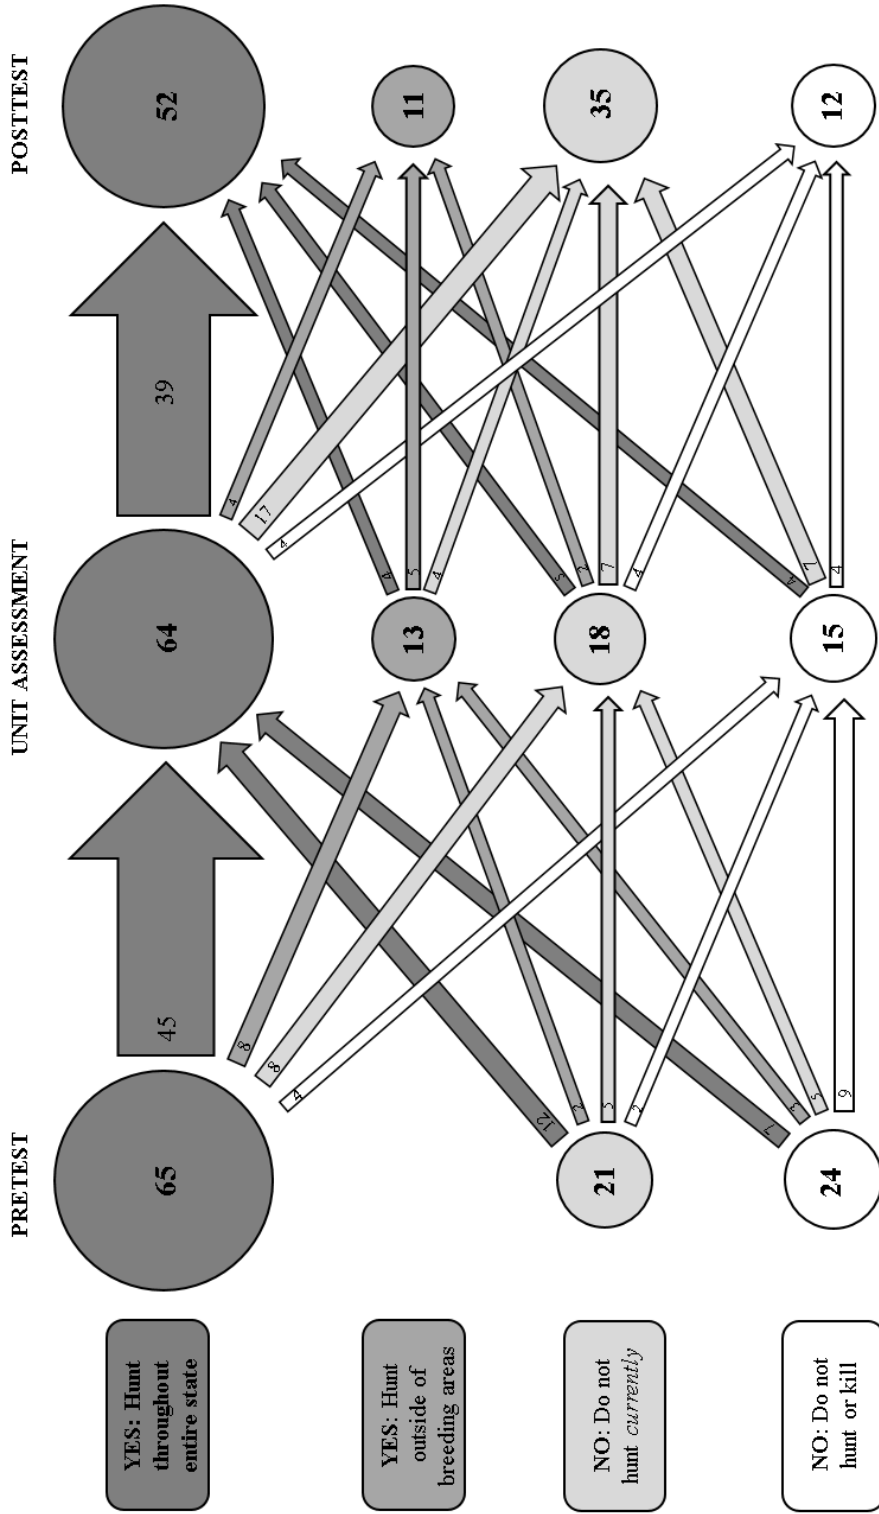 PRETEST
UNIT ASSESSMENT
POSTTEST
YES: Hunt
throughout
entire state
65
45
8
8
4
64
39
4
17
4
52
YES: Hunt
outside of
breeding areas
13
4
5
4
11
NO: Do not
hunt currently
21
12
2
5
2
18
5
2
7
4
35
NO: Do not
hunt or kill
24
7
3
5
9
15
4
7
4
12